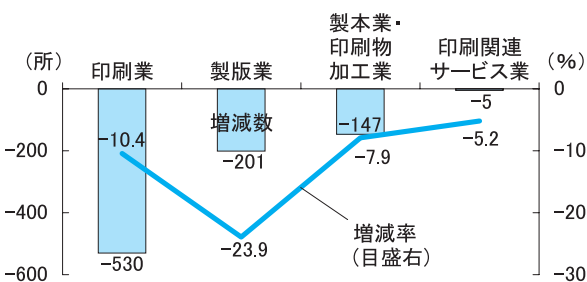 (所)
印刷業
製版業
製本業・
印刷物
加工業
印刷関連
サービス業
(%)
0
-200
-400
-600
0
-10
-20
-30
増減数
-530
-201
-147
-5
-10.4
-23.9
-7.9
-5.2
増減率
(目盛右)